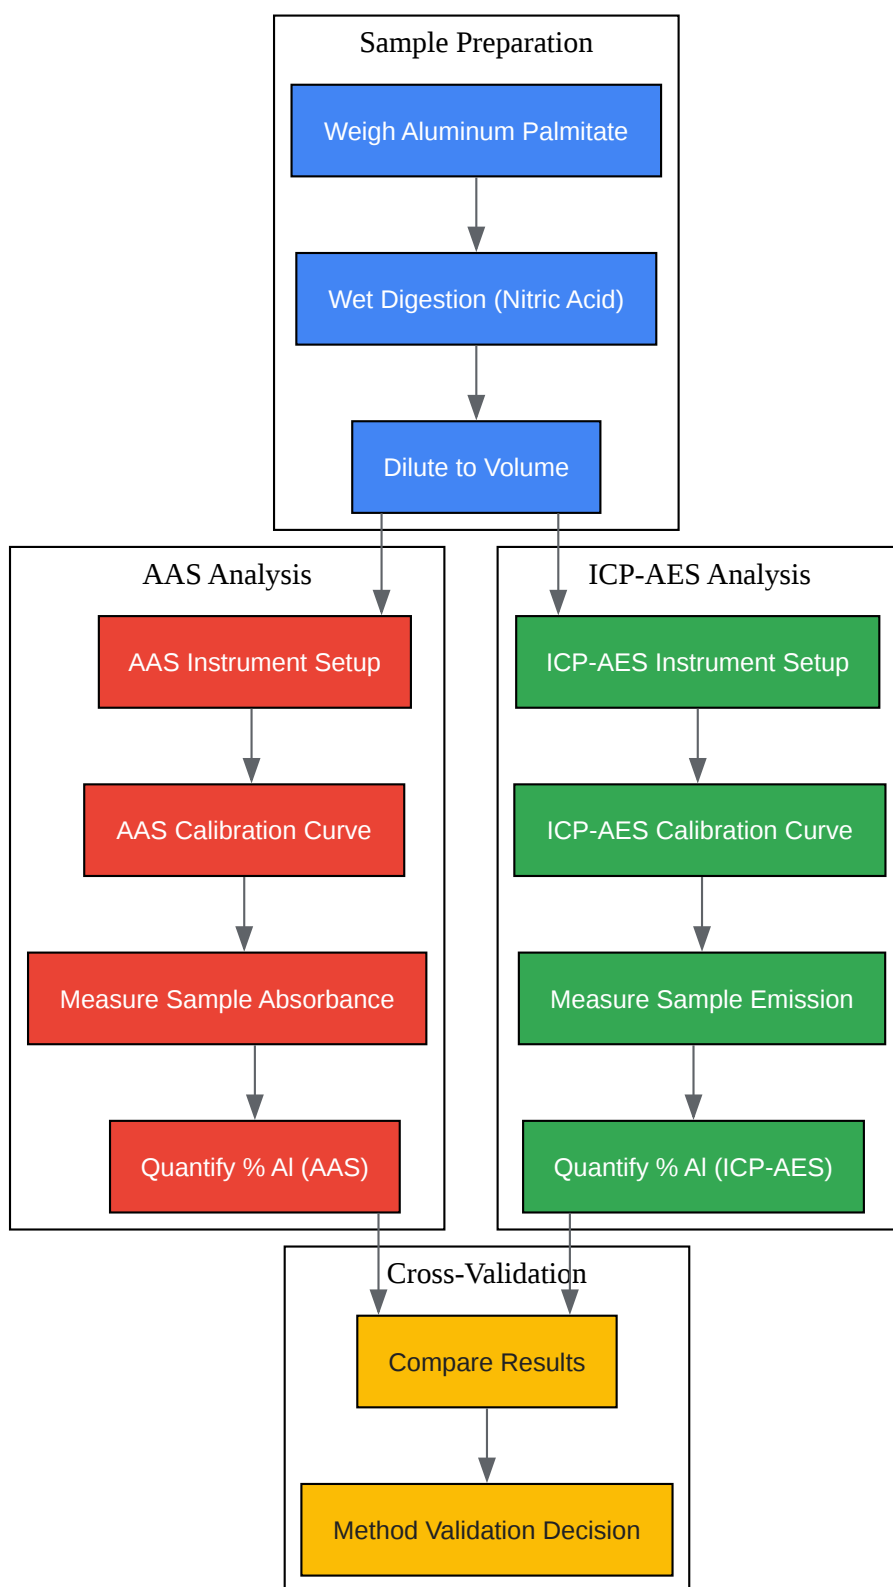 Sample Preparation
Weigh Aluminum Palmitate
Wet Digestion (Nitric Acid)
Dilute to Volume
AAS Analysis
AAS Instrument Setup
AAS Calibration Curve
Measure Sample Absorbance
Quantify % Al (AAS)
ICP-AES Analysis
ICP-AES Instrument Setup
ICP-AES Calibration Curve
Measure Sample Emission
Quantify % Al (ICP-AES)
Cross-Validation
Compare Results
Method Validation Decision